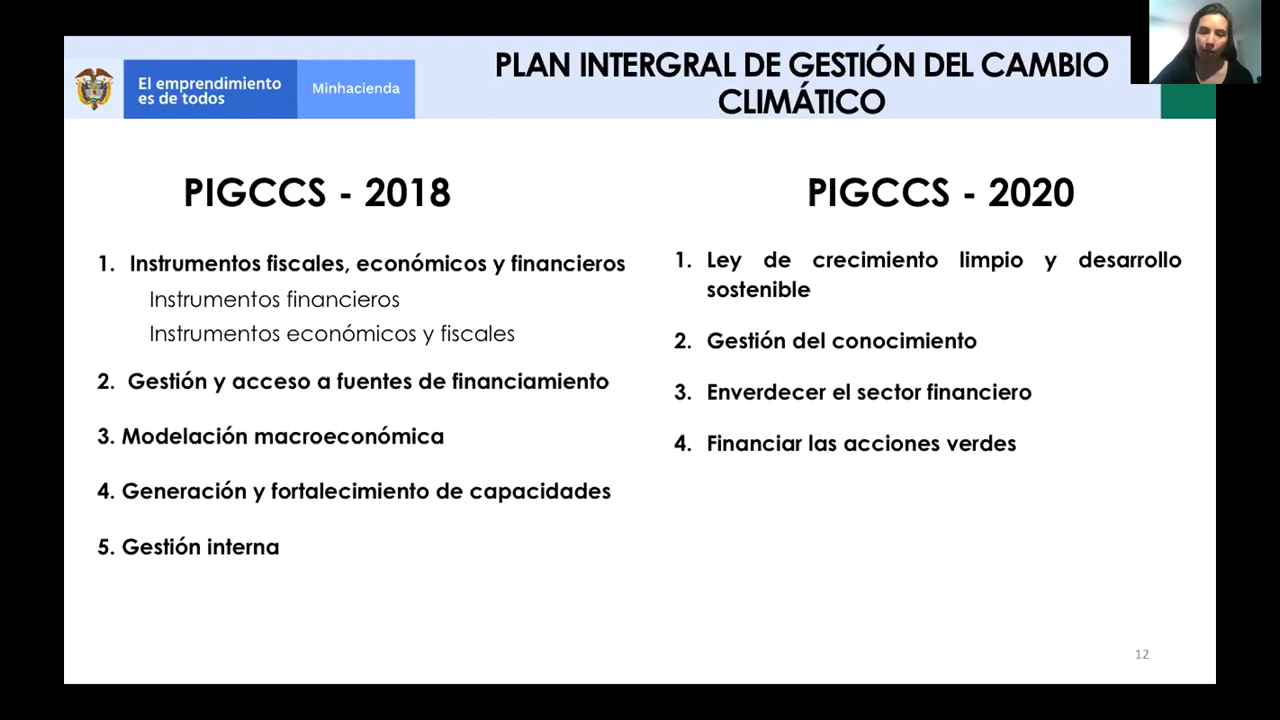 El emprendimiento
es de todos
Minhacienda
PLAN INTERGRAL DE GESTIÓN DEL CAMBIO
CLIMÁTICO
PIGCCS - 2018
1. Instrumentos fiscales, económicos y financieros
Instrumentos financieros
Instrumentos económicos y fiscales
2. Gestión y acceso a fuentes de financiamiento
3. Modelación macroeconómica
4. Generación y fortalecimiento de capacidades
5. Gestión interna
PIGCCS - 2020
1. Ley de crecimiento limpio y desarrollo
sostenible
2. Gestión del conocimiento
3. Enverdecer el sector financiero
4. Financiar las acciones verdes
12